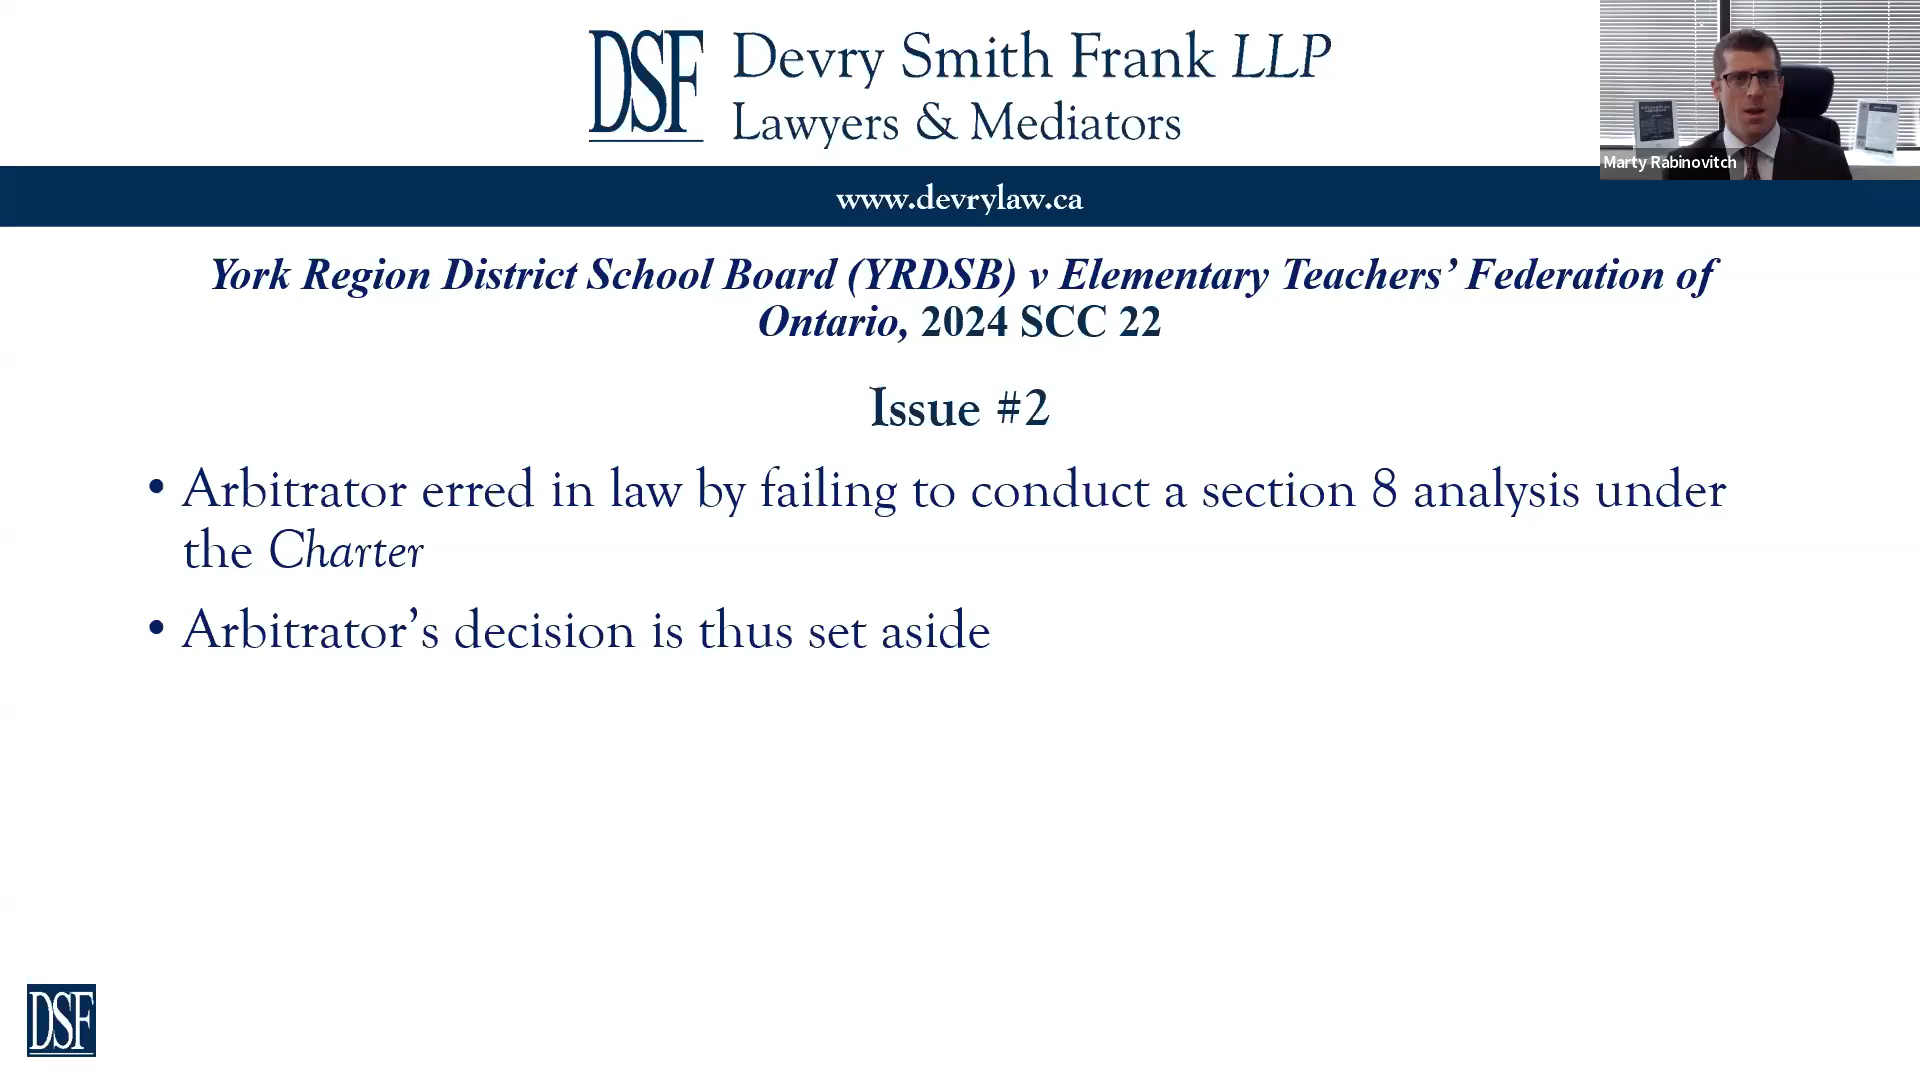 DSF
Devry Smith Frank LLP
Lawyers & Mediators
Marty Rabinovitch
www.devrylaw.ca
York Region District School Board (YRDSB) v Elementary Teachers’ Federation of
Ontario, 2024 SCC 22
Issue #2
• Arbitrator erred in law by failing to conduct a section 8 analysis under
the Charter
• Arbitrator’s decision is thus set aside
DSF